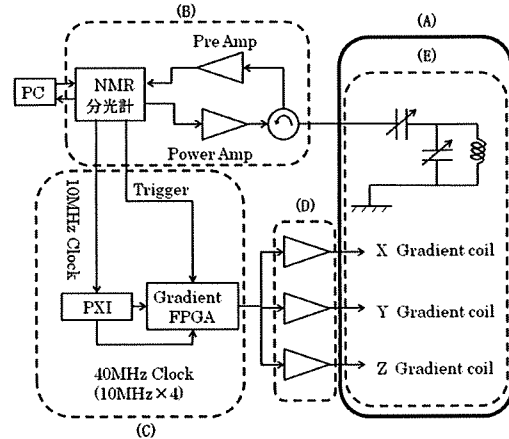 (A)
(B)
(E)
Pre Amp
PC
NMR
分光計
Power Amp
10MHz Clock
Trigger
(D)
X Gradient coil
PXI
Gradient
FPGA
Y Gradient coil
Z Gradient coil
40MHz Clock
(10MHz×4)
(C)